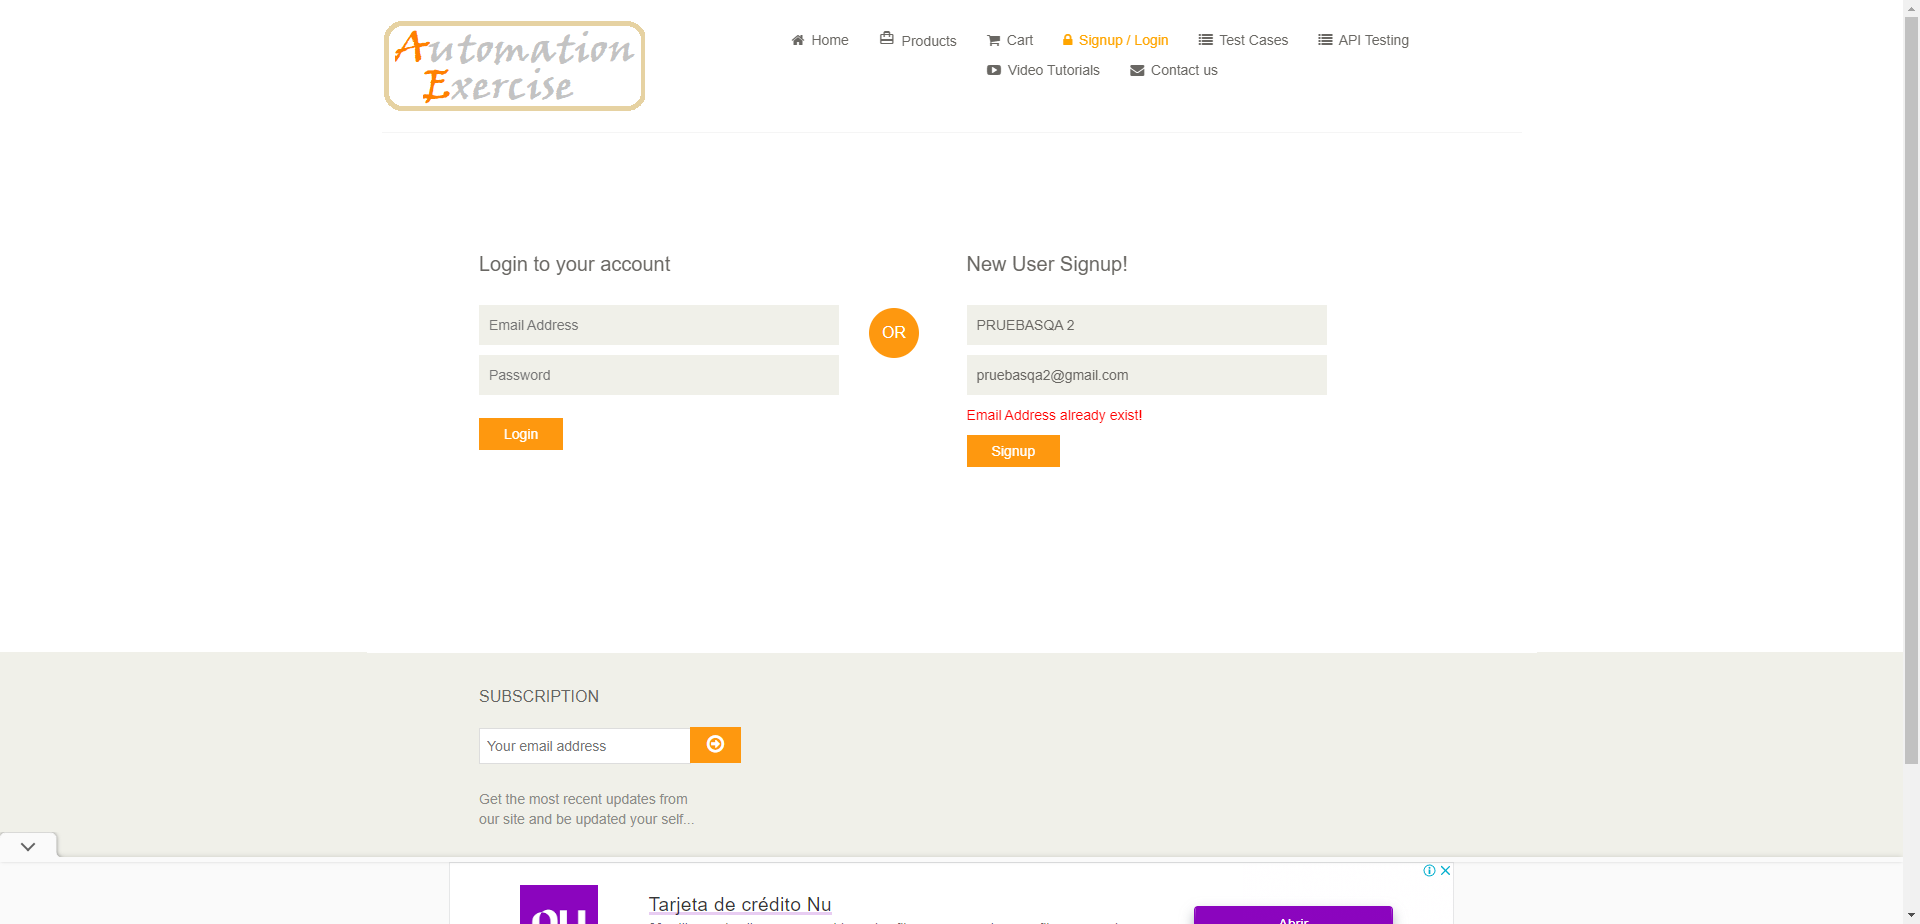 Automation
Exercise
Home
Products
Cart
Signup / Login
Test Cases
API Testing
Video Tutorials
Contact us
Login to your account
New User Signup!
Email Address
OR
PRUEBASQA 2
Password
pruebasqa2@gmail.com
Email Address already exist!
Login
Signup
SUBSCRIPTION
Your email address
Get the most recent updates from
our site and be updated your self...
Tarjeta de crédito Nu